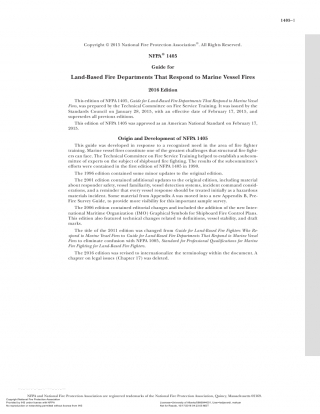 1405–1
Copyright © 2015 National Fire Protection Association®. All Rights Reserved.
NFPA® 1405
Guide for
Land-Based Fire Departments That Respond to Marine Vessel Fires
2016 Edition
This edition of NFPA 1405, Guide for Land-Based Fire Departments That Respond to Marine Vessel
Fires, was prepared by the Technical Committee on Fire Service Training. It was issued by the
Standards Council on January 28, 2015, with an effective date of February 17, 2015, and
supersedes all previous editions.
This edition of NFPA 1405 was approved as an American National Standard on February 17,
2015.
Origin and Development of NFPA 1405
This guide was developed in response to a recognized need in the area of fire fighter
training. Marine vessel fires constitute one of the greatest challenges that structural fire fight-
ers can face. The Technical Committee on Fire Service Training helped to establish a subcom-
mittee of experts on the subject of shipboard fire fighting. The results of the subcommittee's
efforts were contained in the first edition of NFPA 1405 in 1990.
The 1996 edition contained some minor updates to the original edition.
The 2001 edition contained additional updates to the original edition, including material
about responder safety, vessel familiarity, vessel detection systems, incident command consid-
erations, and a reminder that every vessel response should be treated initially as a hazardous
materials incident. Some material from Appendix A was moved into a new Appendix B, Pre-
Fire Survey Guide, to provide more visibility for this important sample survey.
The 2006 edition contained editorial changes and included the addition of the new Inter-
national Maritime Organization (IMO) Graphical Symbols for Shipboard Fire Control Plans.
This edition also featured technical changes related to definitions, vessel stability, and draft
marks.
The title of the 2011 edition was changed from Guide for Land-Based Fire Fighters Who Re-
spond to Marine Vessel Fires to Guide for Land-Based Fire Departments That Respond to Marine Vessel
Fires to eliminate confusion with NFPA 1005, Standard for Professional Qualifications for Marine
Fire Fighting for Land-Based Fire Fighters.
The 2016 edition was revised to internationalize the terminology within the document. A
chapter on legal issues (Chapter 17) was deleted.
NFPA and National Fire Protection Association are registered trademarks of the National Fire Protection Association, Quincy, Massachusetts 02169.